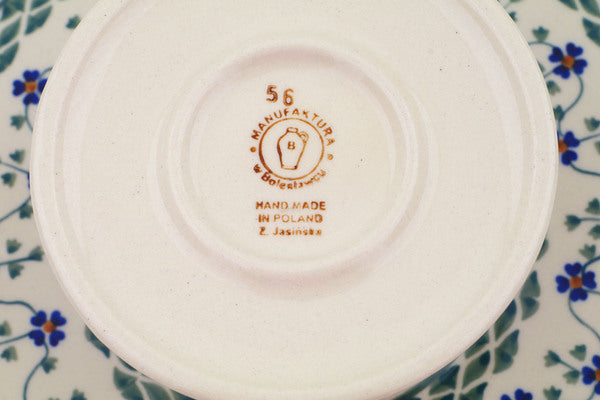 56
MANUFAKTURA
B
w Bolesławcu
HAND MADE
IN POLAND
Z. Jasińska